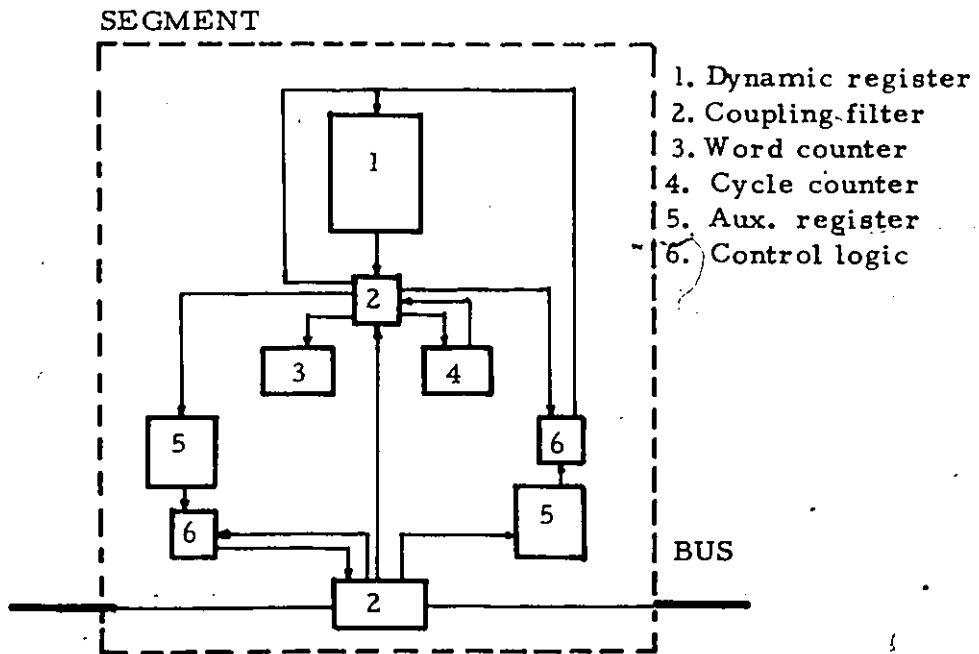 SEGMENT
1. Dynamic register
2. Coupling filter
3. Word counter
4. Cycle counter
5. Aux. register
6. Control logic
1
2
3
4
5
6
6
5
2
BUS